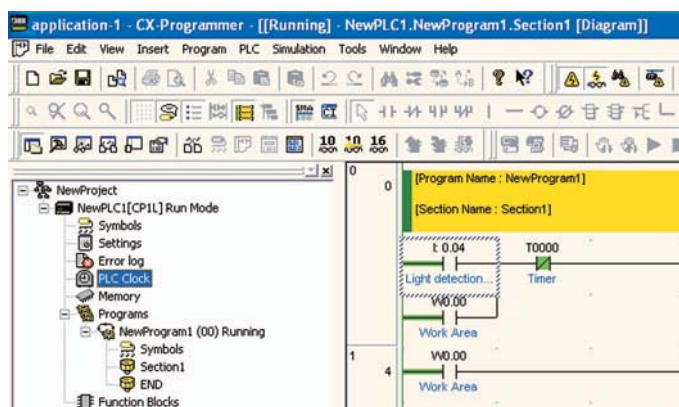 application-1 - CX-Programmer - [[Running] - NewPLC1.NewProgram1.Section1 [Diagram]]
File Edit View Insert Program PLC Simulation Tools Window Help
10 10 16
NewProject
NewPLC1[CP1L] Run Mode
Symbols
Settings
Error log
PLC Clock
Memory
Programs
NewProgram1 (00) Running
Symbols
Section1
END
Function Blocks
0
0
[Program Name : NewProgram1]
[Section Name : Section1]
I: 0.04 T0000
Light detection... Timer
W0.00
Work Area
1
4
W0.00
Work Area